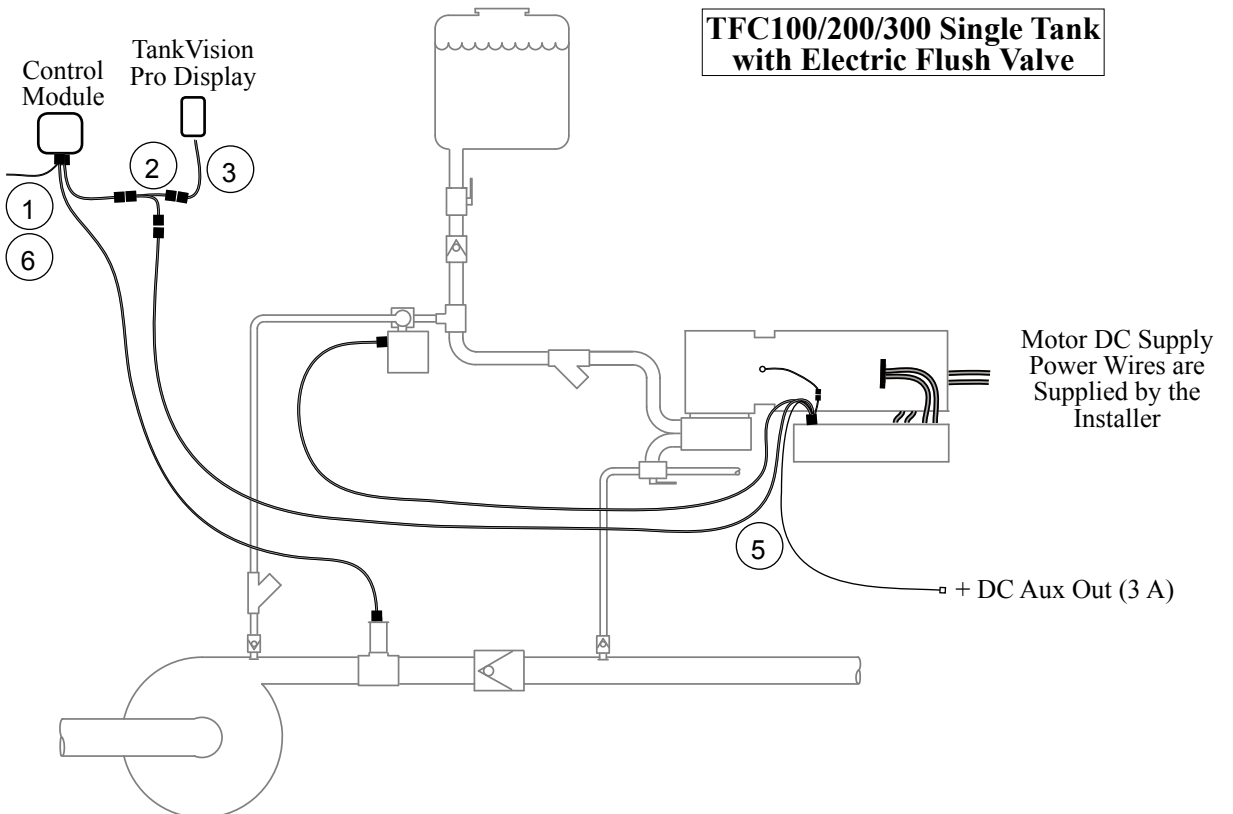 TFC100/200/300 Single Tank
with Electric Flush Valve
TankVision
Pro Display
Control
Module
2
3
1
6
Motor DC Supply
Power Wires are
Supplied by the
Installer
5
+ DC Aux Out (3 A)